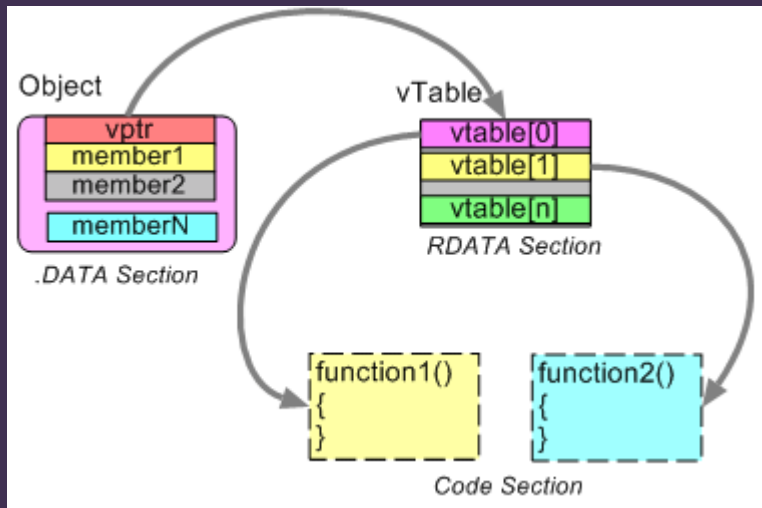 Object
vptr
member1
member2
memberN
.DATA Section
vTable
vtable[0]
vtable[1]
vtable[n]
RDATA Section
function1()
{
}
function2()
{
}
Code Section